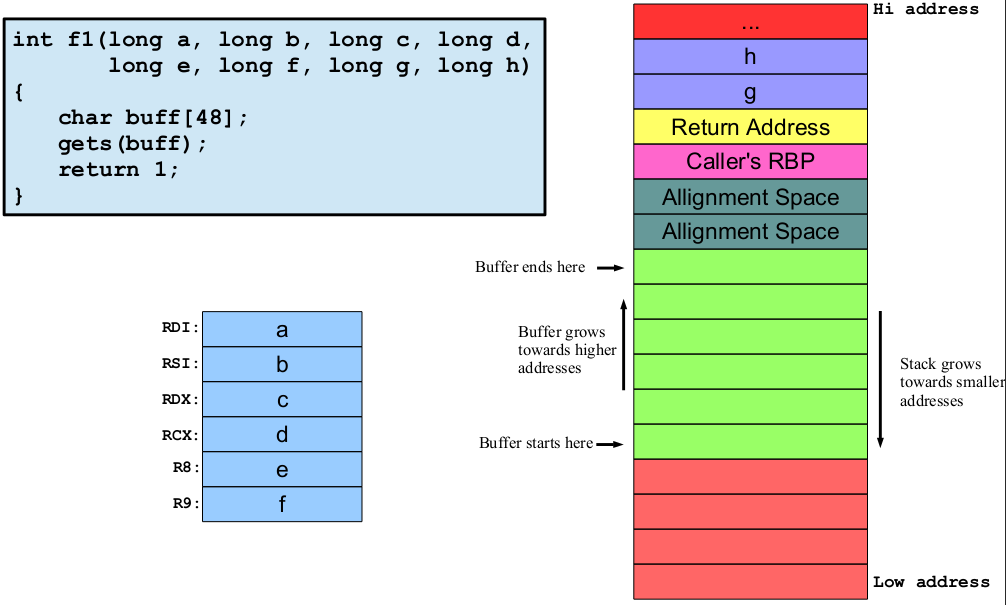 int f1(long a, long b, long c, long d,
long e, long f, long g, long h)
{
char buff[48];
gets(buff);
return 1;
}
RDI: a
RSI: b
RDX: c
RCX: d
R8: e
R9: f
Hi address
...
h
g
Return Address
Caller's RBP
Allignment Space
Allignment Space
Buffer ends here
Buffer grows
towards higher
addresses
Buffer starts here
Stack grows
towards smaller
addresses
Low address